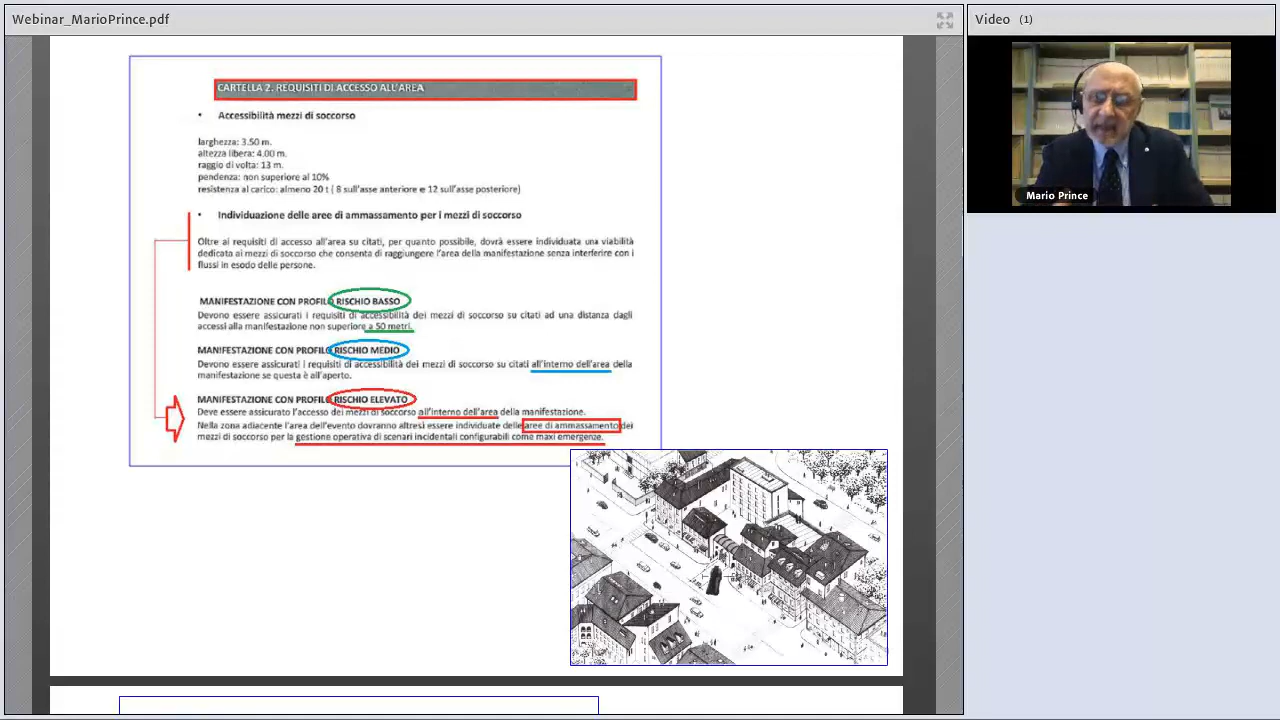 Webinar_MarioPrince.pdf
Video (1)
CARTELLA 2. REQUISITI DI ACCESSO ALL'AREA
• Accessibilità mezzi di soccorso
larghezza: 3.50 m.
altezza libera: 4.00 m.
raggio di volta: 13 m.
pendenza: non superiore al 10%
resistenza al carico: almeno 20 t ( 8 sull'asse anteriore e 12 sull'asse posteriore)
• Individuazione delle aree di ammassamento per i mezzi di soccorso
Oltre ai requisiti di accesso all'area su citati, per quanto possibile, dovrà essere individuata una viabilità
dedicata ai mezzi di soccorso che consenta di raggiungere l'area della manifestazione senza interferire con i
flussi in esodo delle persone.
MANIFESTAZIONE CON PROFILO RISCHIO BASSO
Devono essere assicurati i requisiti di accessibilità dei mezzi di soccorso su citati ad una distanza dagli
accessi alla manifestazione non superiore a 50 metri.
MANIFESTAZIONE CON PROFILO RISCHIO MEDIO
Devono essere assicurati i requisiti di accessibilità dei mezzi di soccorso su citati all'interno dell'area della
manifestazione se questa è all'aperto.
MANIFESTAZIONE CON PROFILO RISCHIO ELEVATO
Deve essere assicurato l'accesso dei mezzi di soccorso all'interno dell'area della manifestazione.
Nella zona adiacente l'area dell'evento dovranno altresì essere individuate delle aree di ammassamento dei
mezzi di soccorso per la gestione operativa di scenari incidentali configurabili come maxi emergenze.
Mario Prince